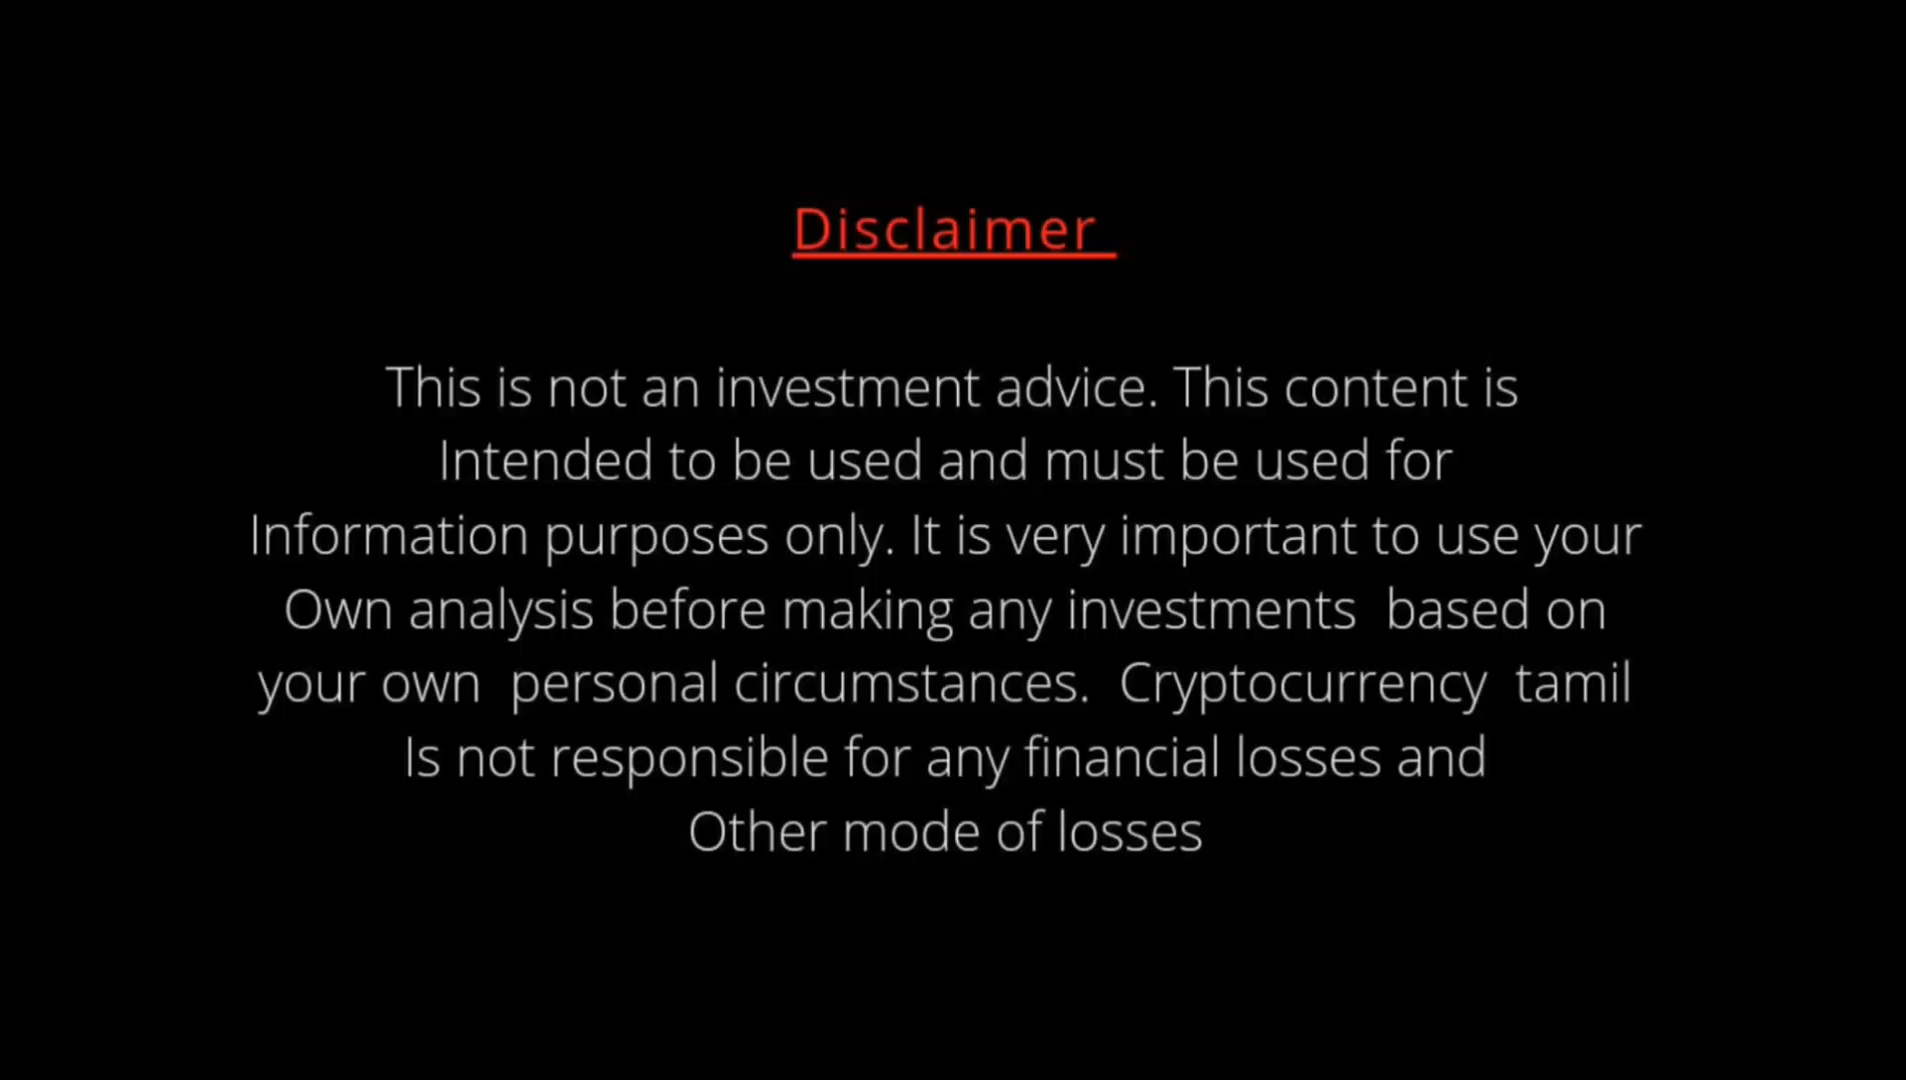 Disclaimer
This is not an investment advice. This content is
Intended to be used and must be used for
Information purposes only. It is very important to use your
Own analysis before making any investments  based on
your own  personal circumstances.  Cryptocurrency  tamil
Is not responsible for any financial losses and
Other mode of losses